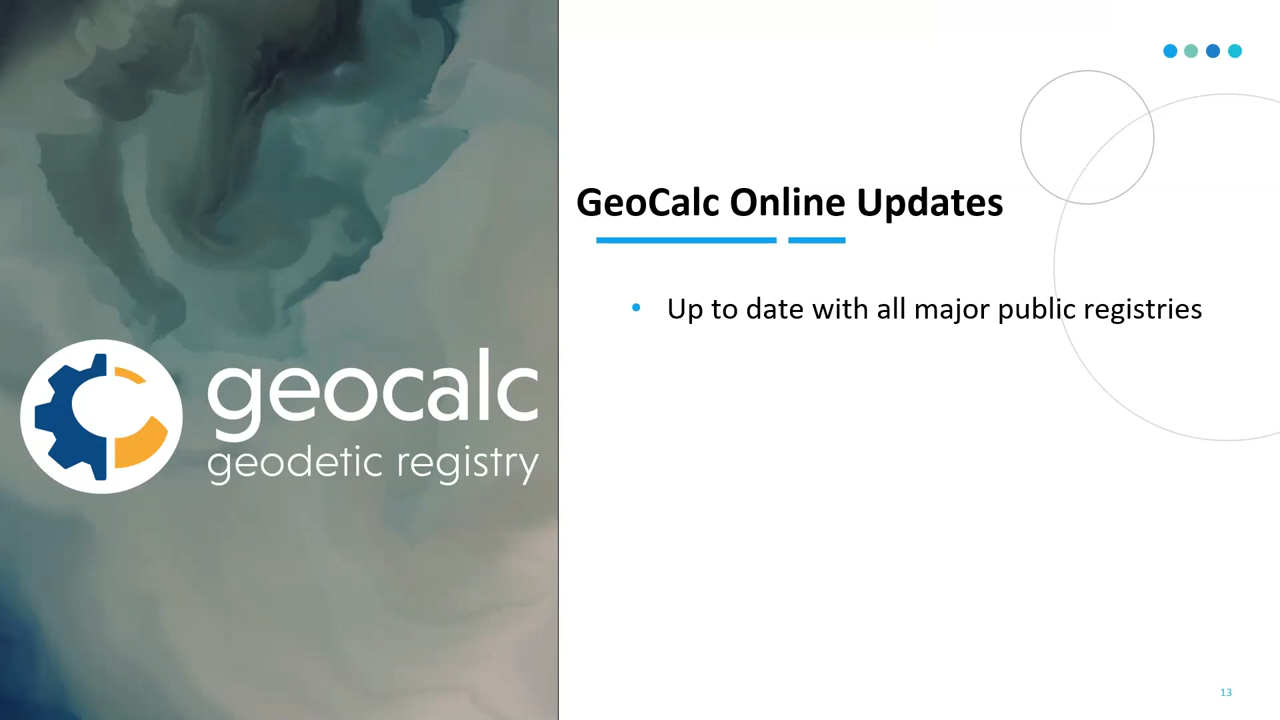 GeoCalc Online Updates
• Up to date with all major public registries
geocalc
geodetic registry
13